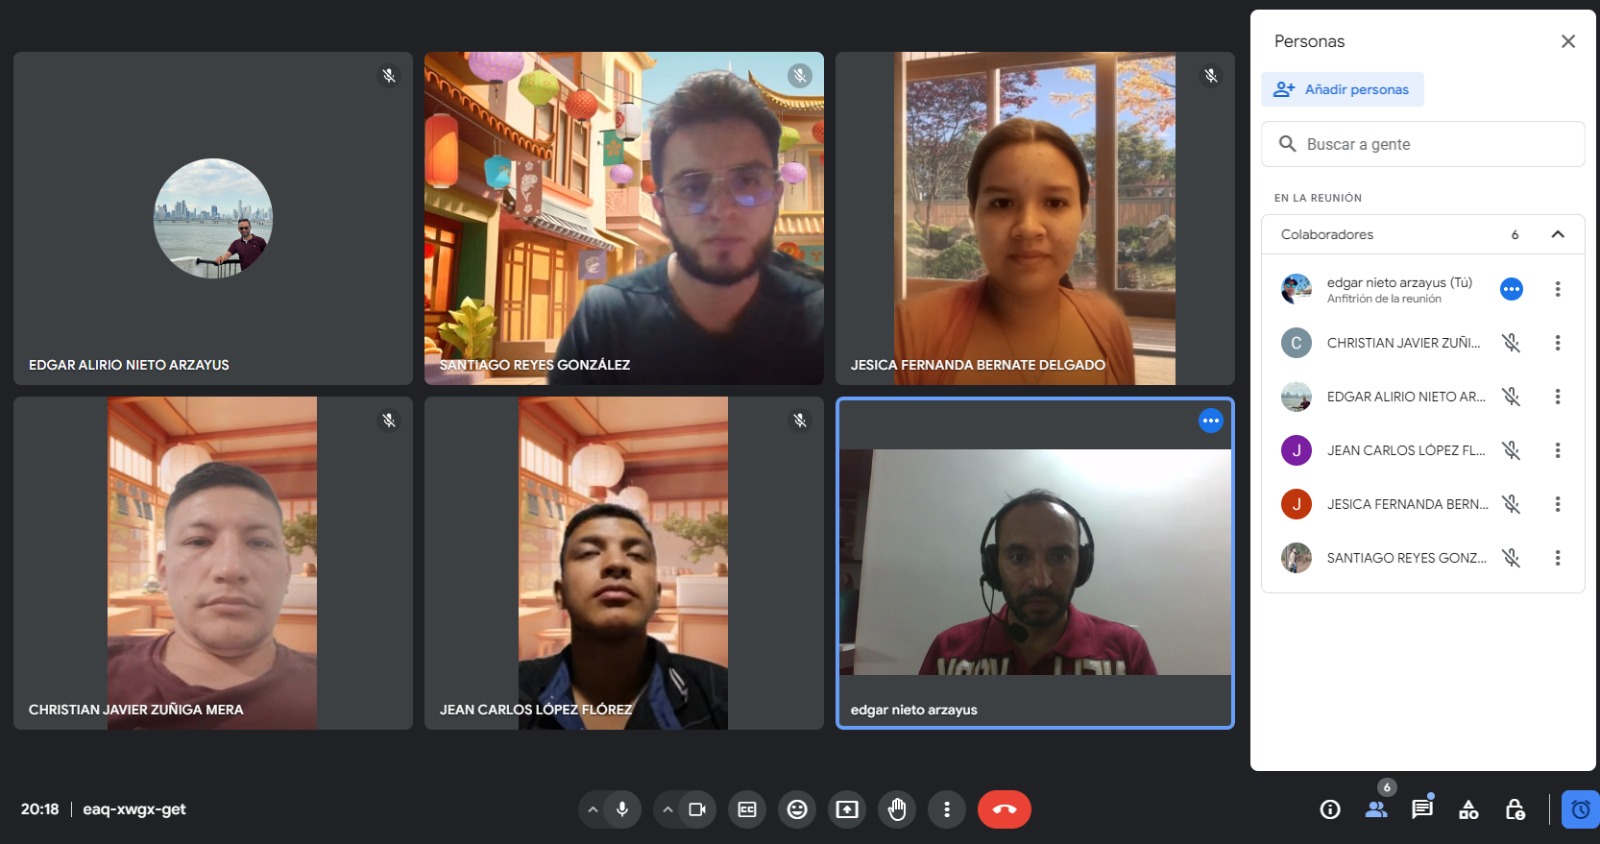 EDGAR ALIRIO NIETO ARZAYUS
SANTIAGO REYES GONZÁLEZ
JESICA FERNANDA BERNATE DELGADO
CHRISTIAN JAVIER ZUÑIGA MERA
JEAN CARLOS LÓPEZ FLÓREZ
edgar nieto arzayus
Personas
Añadir personas
Buscar a gente
EN LA REUNIÓN
Colaboradores 6
edgar nieto arzayus (Tú)
Anfitrión de la reunión
C CHRISTIAN JAVIER ZUÑI...
EDGAR ALIRIO NIETO AR...
J JEAN CARLOS LÓPEZ FL...
J JESICA FERNANDA BERN...
SANTIAGO REYES GONZ...
20:18 | eaq-xwgx-get
CC
6